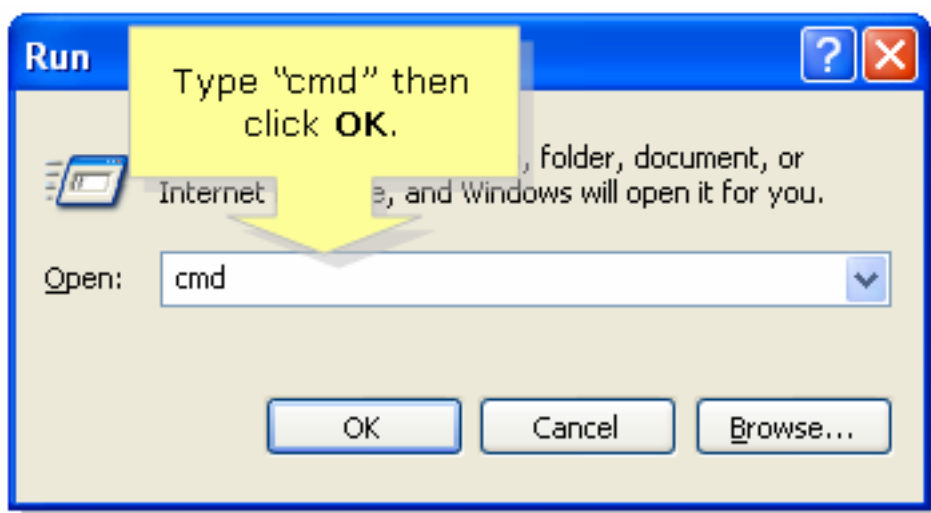 Run
Type "cmd" then
click OK.
, folder, document, or
Internet , and Windows will open it for you.
Open: cmd
OK Cancel Browse...